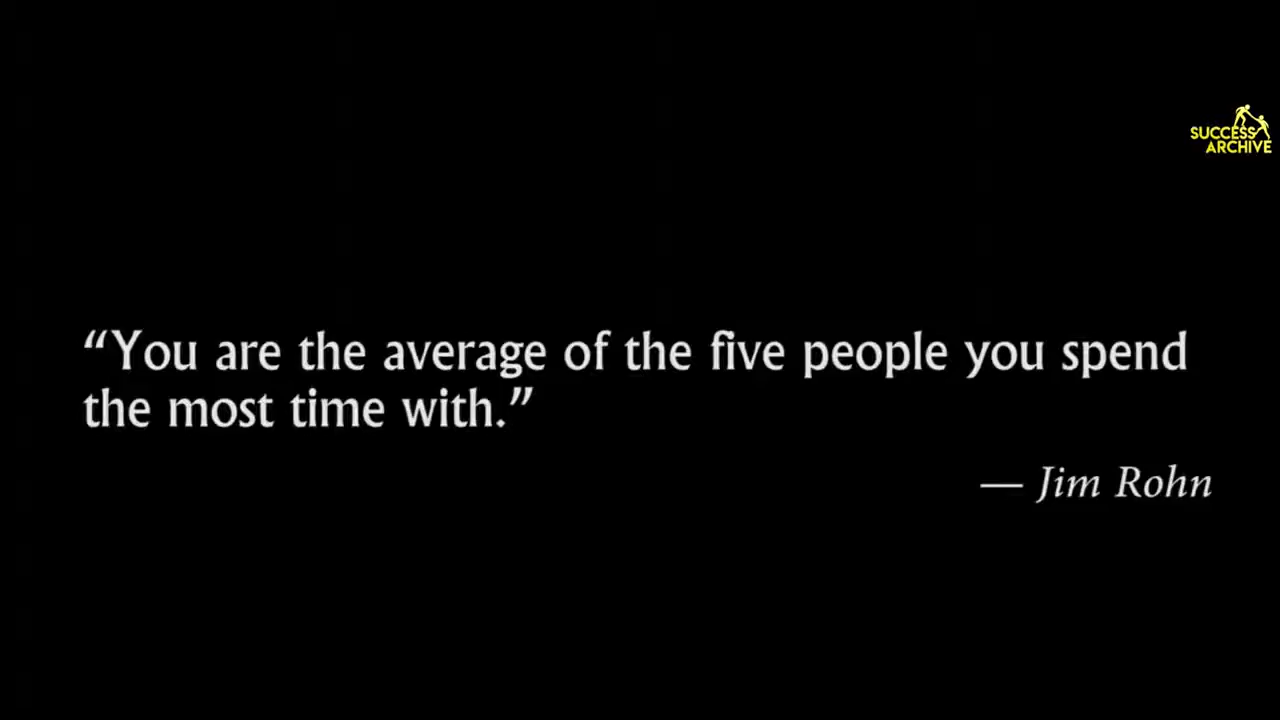 SUCCESS
ARCHIVE
“You are the average of the five people you spend
the most time with.”
— Jim Rohn